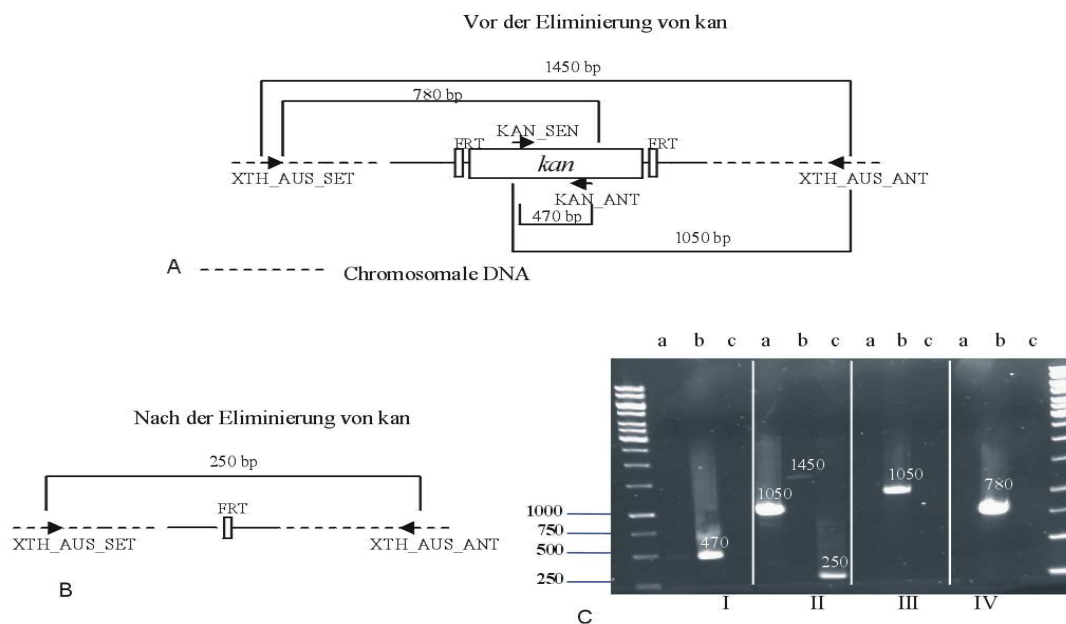 Vor der Eliminierung von kan
1450 bp
780 bp
KAN_SEN
FRT
FRT
kan
XTH_AUS_SET
XTH_AUS_ANT
KAN_ANT
470 bp
1050 bp
A
Chromosomale DNA
a b c a b c a b c a b c
Nach der Eliminierung von kan
250 bp
FRT
XTH_AUS_SET
XTH_AUS_ANT
B
1450
1050
780
1050
1000
750
470
500
250
250
I II III IV
C